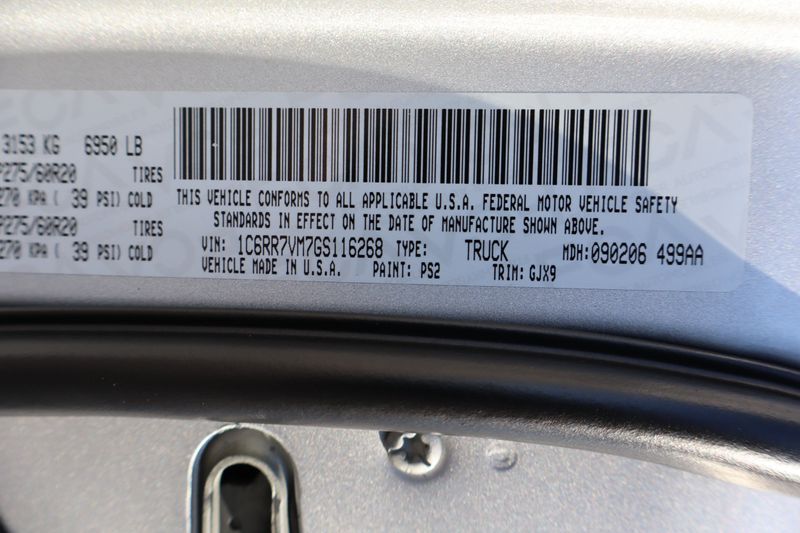 3153 KG 6950 LB
P275/60R20 TIRES
270 KPA ( 39 PSI) COLD
P275/60R20 TIRES
270 KPA ( 39 PSI) COLD
THIS VEHICLE CONFORMS TO ALL APPLICABLE U.S.A. FEDERAL MOTOR VEHICLE SAFETY
STANDARDS IN EFFECT ON THE DATE OF MANUFACTURE SHOWN ABOVE.
VIN: 1C6RR7VM7GS116268 TYPE: TRUCK MDH:090206 499AA
VEHICLE MADE IN U.S.A. PAINT: PS2 TRIM: GJX9